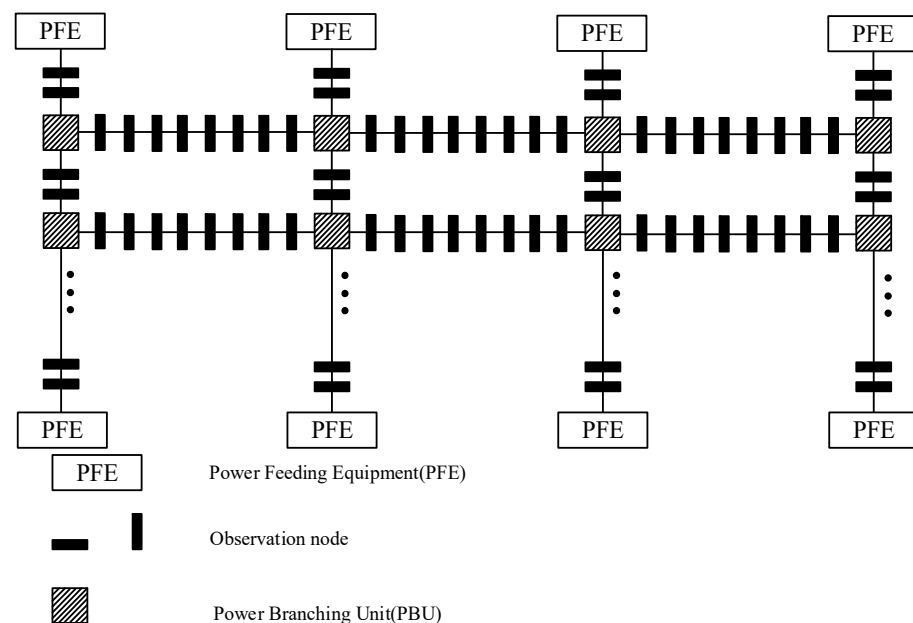 PFE PFE PFE PFE
PFE PFE PFE PFE
PFE Power Feeding Equipment(PFE)
Observation node
Power Branching Unit(PBU)